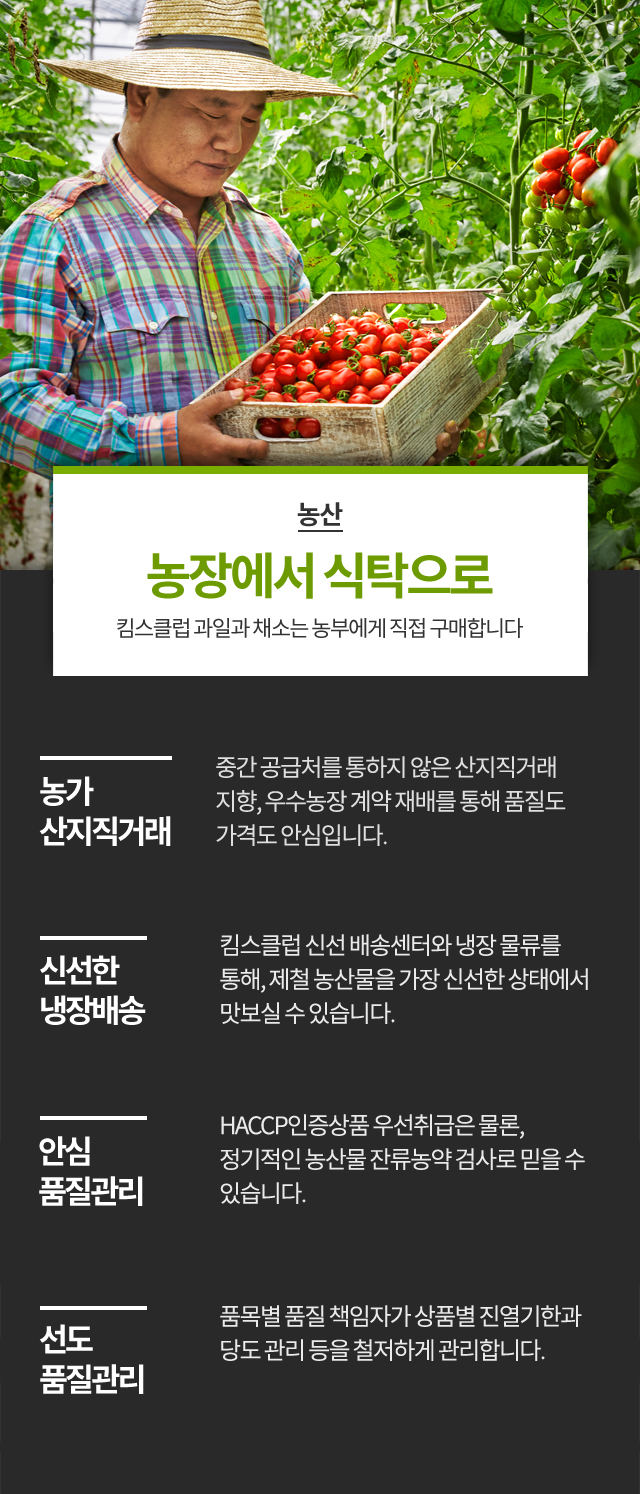 농산
농장에서 식탁으로
킴스클럽 과일과 채소는 농부에게 직접 구매합니다
농가
산지직거래
중간 공급처를 통하지 않은 산지직거래
지향, 우수농장 계약 재배를 통해 품질도
가격도 안심입니다.
신선한
냉장배송
킴스클럽 신선 배송센터와 냉장 물류를
통해, 제철 농산물을 가장 신선한 상태에서
맛보실 수 있습니다.
안심
품질관리
HACCP인증상품 우선취급은 물론,
정기적인 농산물 잔류농약 검사로 믿을 수
있습니다.
선도
품질관리
품목별 품질 책임자가 상품별 진열기한과
당도 관리 등을 철저하게 관리합니다.